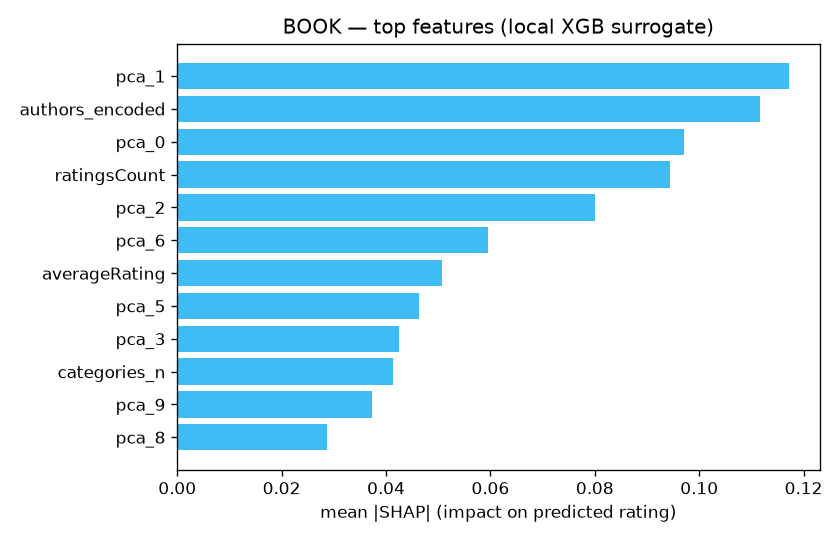 BOOK — top features (local XGB surrogate)
pca_1
authors_encoded
pca_0
ratingsCount
pca_2
pca_6
averageRating
pca_5
pca_3
categories_n
pca_9
pca_8
0.00 0.02 0.04 0.06 0.08 0.10 0.12
mean |SHAP| (impact on predicted rating)